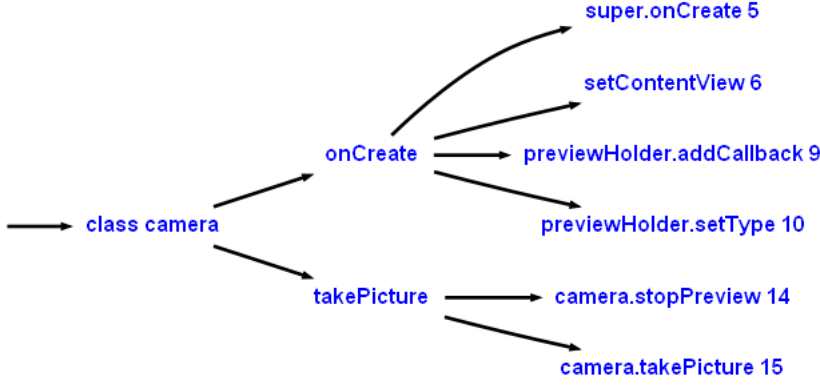 super.onCreate 5
setContentView 6
onCreate
previewHolder.addCallback 9
class camera
previewHolder.setType 10
takePicture
camera.stopPreview 14
camera.takePicture 15